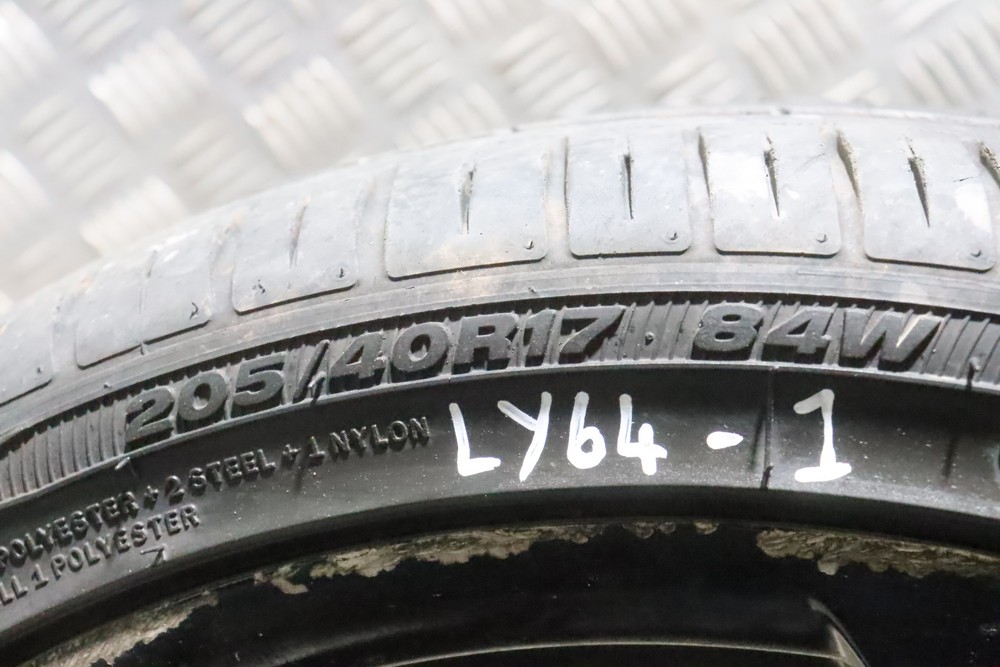 205/40R17 84W
LY64-1
POLYESTER + 2 STEEL + 1 NYLON
LL 1 POLYESTER